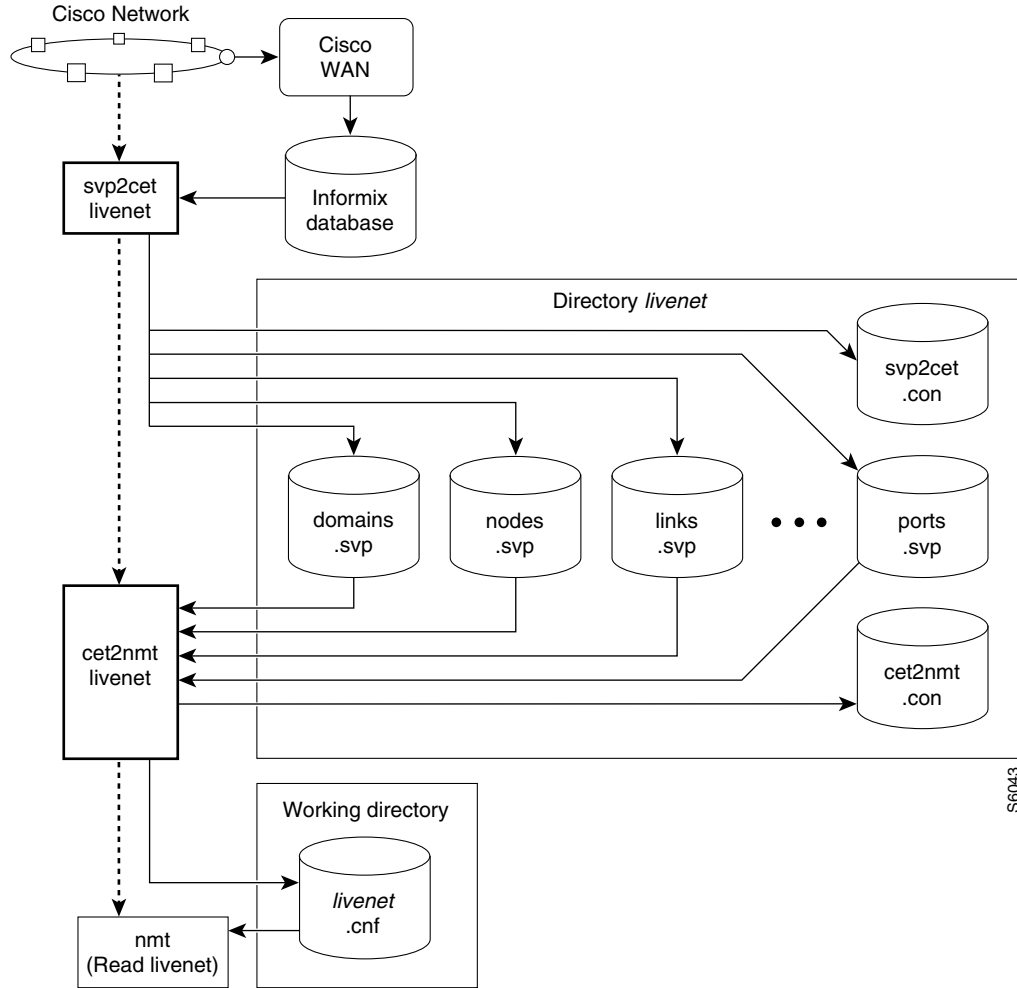 Cisco Network
Cisco
WAN
svp2cet
livenet
Informix
database
Directory livenet
svp2cet
.con
domains
.svp
nodes
.svp
links
.svp
ports
.svp
cet2nmt
livenet
cet2nmt
.con
S6043
Working directory
livenet
.cnf
nmt
(Read livenet)